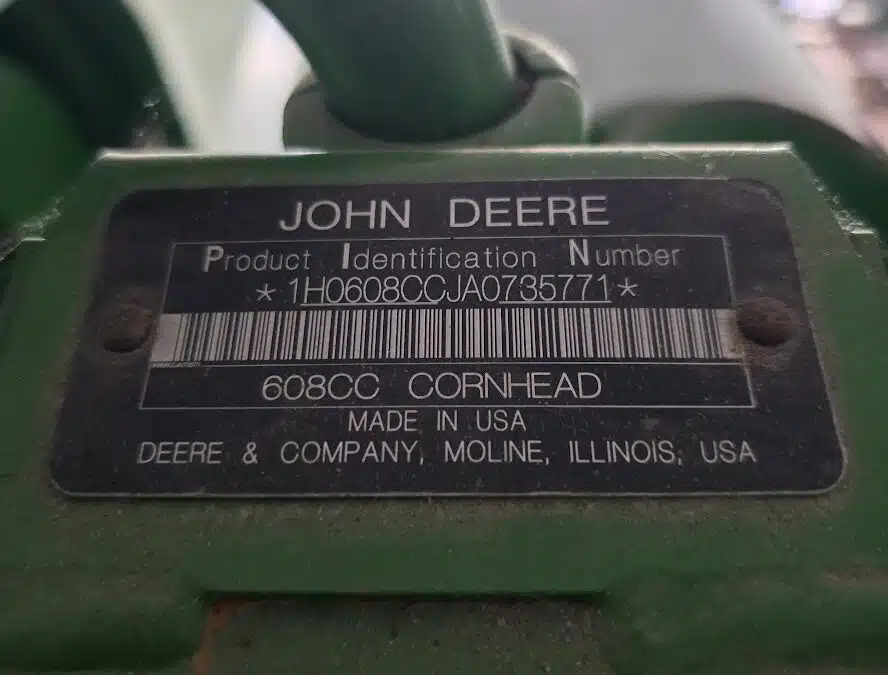 JOHN DEERE
Product Identification Number
*1H0608CCJA0735771*
608CC CORNHEAD
MADE IN USA
DEERE & COMPANY, MOLINE, ILLINOIS, USA